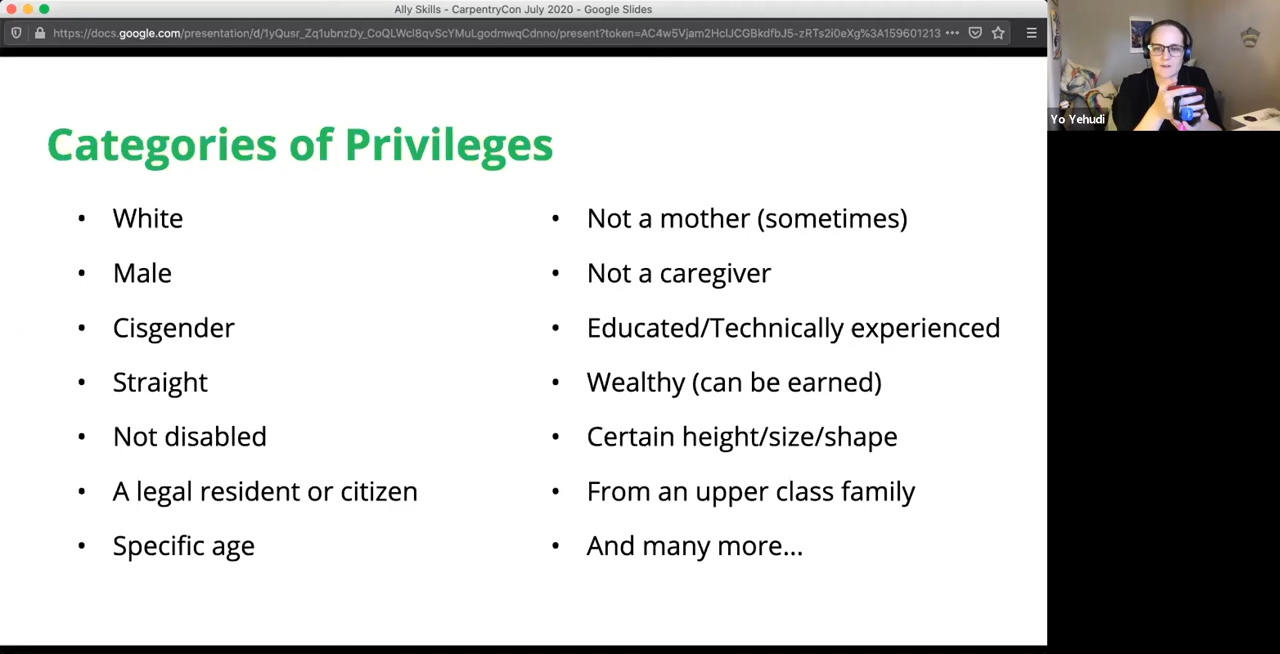 Ally Skills - CarpentryCon July 2020 - Google Slides
https://docs.google.com/presentation/d/1yQusr_Zq1ubnzDy_CoQLWcl8qvScYMuLgodmwqCdnno/present?token=AC4w5Vjam2HclJCGBkdfbJ5-zRTs2i0eXg%3A159601213
Yo Yehudi
Categories of Privileges
• White
• Male
• Cisgender
• Straight
• Not disabled
• A legal resident or citizen
• Specific age
• Not a mother (sometimes)
• Not a caregiver
• Educated/Technically experienced
• Wealthy (can be earned)
• Certain height/size/shape
• From an upper class family
• And many more...